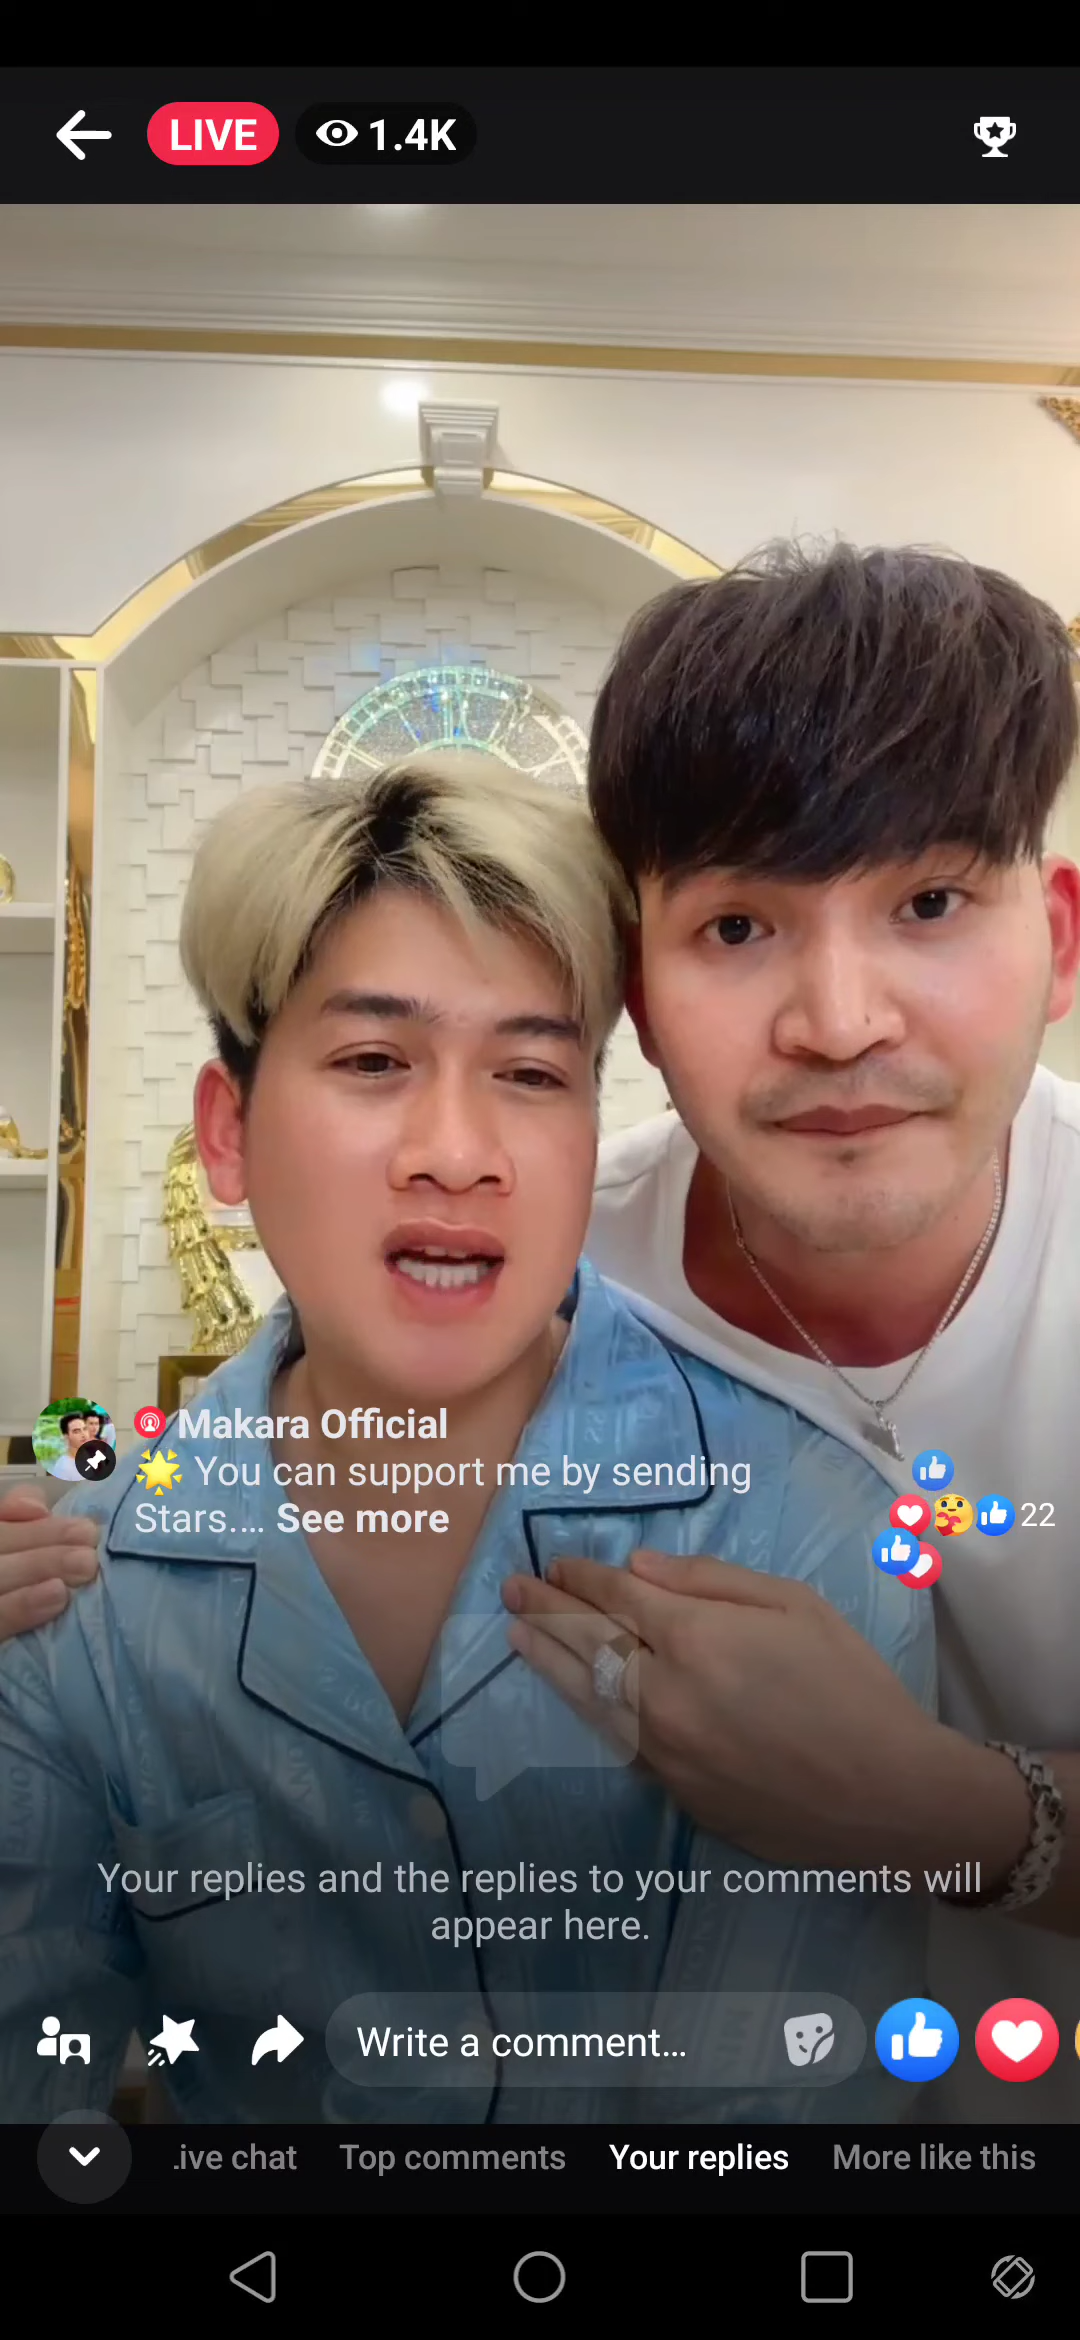 LIVE
1.4K
Makara Official
🌟 You can support me by sending
Stars.... See more
22
Your replies and the replies to your comments will
appear here.
Write a comment...
ive chat Top comments Your replies More like this